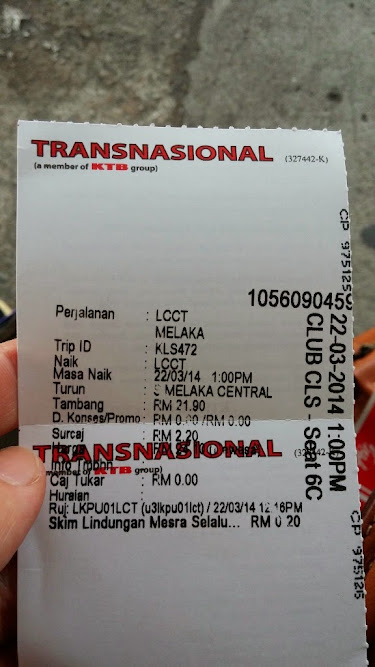 TRANSNASIONAL (327442-K)
(a member of KTB group)
CP 975125
1056090459
Perjalanan : LCCT
MELAKA
Trip ID : KLS472
Naik : LCCT
Masa Naik : 22/03/14 1:00PM
Turun : MELAKA CENTRAL
Tambang : RM 21.90
D. Konses/Promo : RM 0.00 /RM 0.00
Surcaj : RM 2.20
TRANSNASIONAL
member of KTB group)
Caj Tukar : RM 0.00
Huraian :
Ruj: LKPU01LCT (u3lkpu01lct) / 22/03/14 12:16PM
Skim Lindungan Mesra Selalu... RM 0.20
22-03-2014 1:00PM
CLUB CLS - Seat 6C
CP 975126